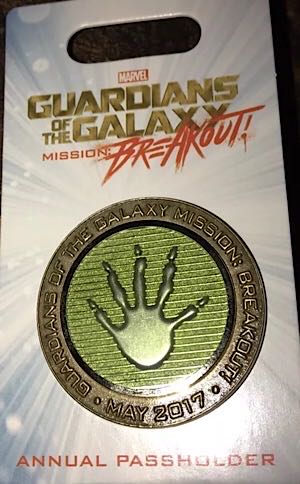 MARVEL
GUARDIANS
OF THE GALAXY
MISSION: BREAKOUT!
GUARDIANS OF THE GALAXY MISSION: BREAKOUT!
• MAY 2017 •
ANNUAL PASSHOLDER